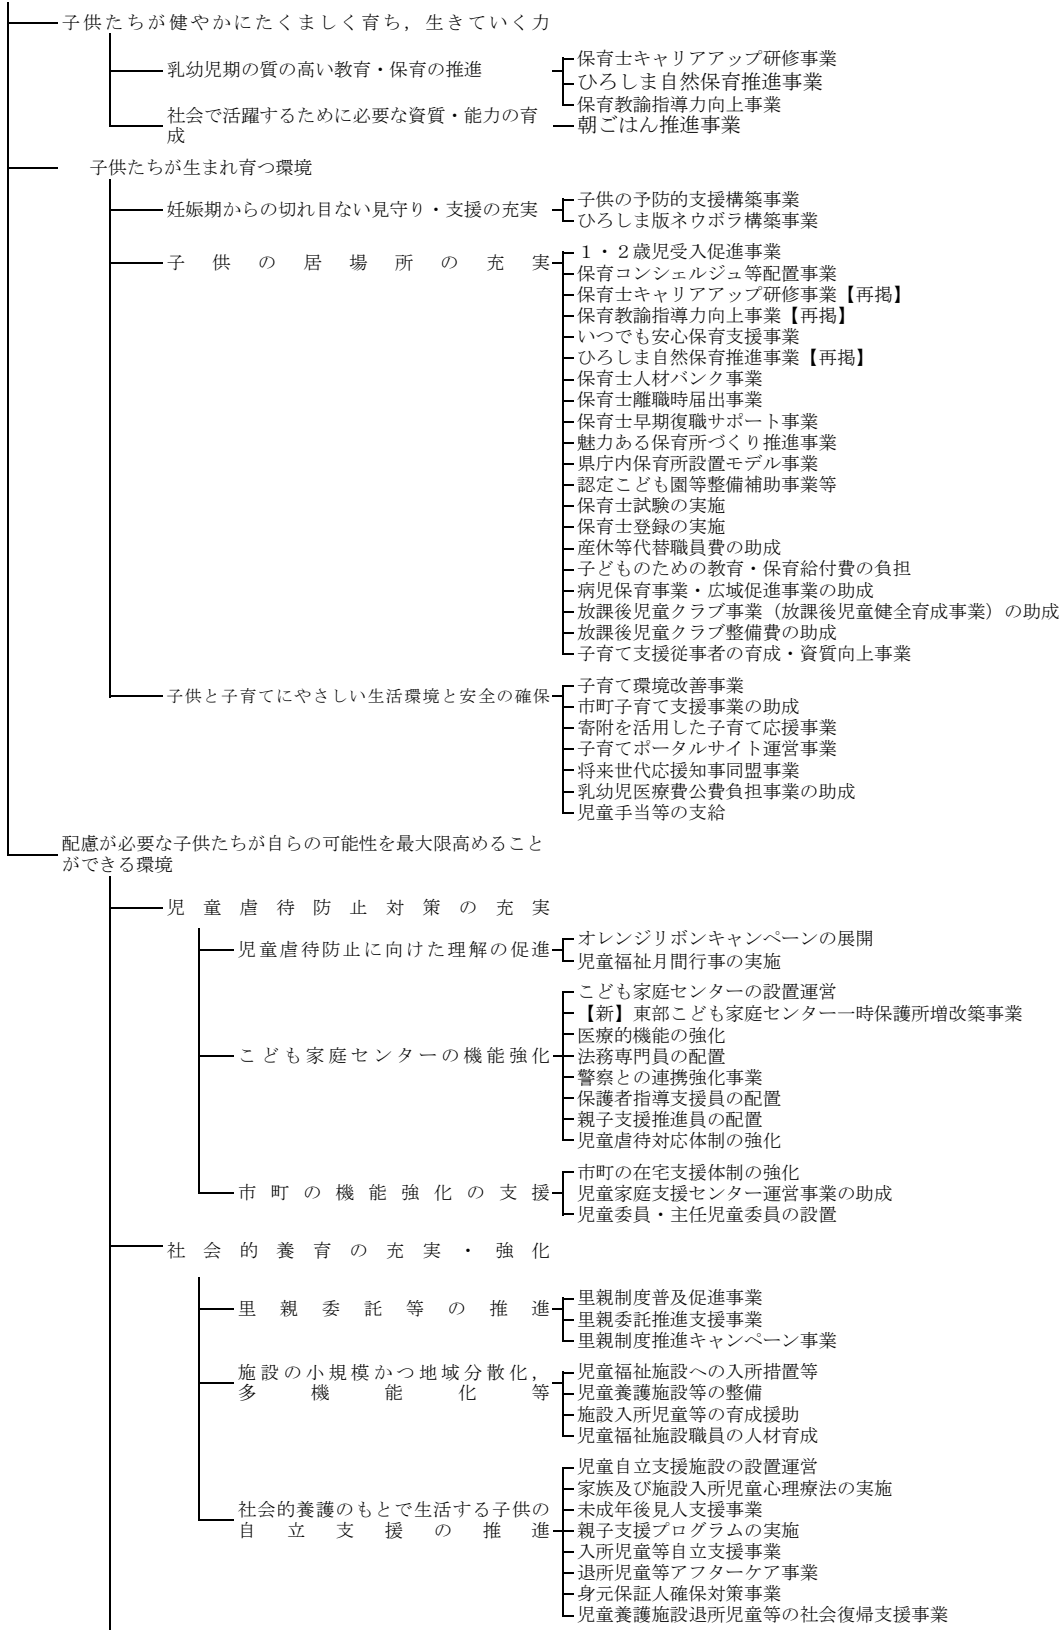 子供たちが健やかにたくましく育ち，生きていく力
乳幼児期の質の高い教育・保育の推進
保育士キャリアアップ研修事業
ひろしま自然保育推進事業
保育教諭指導力向上事業
社会で活躍するために必要な資質・能力の育
成
朝ごはん推進事業
子供たちが生まれ育つ環境
妊娠期からの切れ目ない見守り・支援の充実
子供の予防的支援構築事業
ひろしま版ネウボラ構築事業
子供の居場所の充実
１・２歳児受入促進事業
保育コンシェルジュ等配置事業
保育士キャリアアップ研修事業【再掲】
保育教諭指導力向上事業【再掲】
いつでも安心保育支援事業
ひろしま自然保育推進事業【再掲】
保育士人材バンク事業
保育士離職時届出事業
保育士早期復職サポート事業
魅力ある保育所づくり推進事業
県庁内保育所設置モデル事業
認定こども園等整備補助事業等
保育士試験の実施
保育士登録の実施
産休等代替職員費の助成
子どものための教育・保育給付費の負担
病児保育事業・広域促進事業の助成
放課後児童クラブ事業（放課後児童健全育成事業）の助成
放課後児童クラブ整備費の助成
子育て支援従事者の育成・資質向上事業
子供と子育てにやさしい生活環境と安全の確保
子育て環境改善事業
市町子育て支援事業の助成
寄附を活用した子育て応援事業
子育てポータルサイト運営事業
将来世代応援知事同盟事業
乳幼児医療費公費負担事業の助成
児童手当等の支給
配慮が必要な子供たちが自らの可能性を最大限高めること
ができる環境
児童虐待防止対策の充実
児童虐待防止に向けた理解の促進
オレンジリボンキャンペーンの展開
児童福祉月間行事の実施
こども家庭センターの機能強化
こども家庭センターの設置運営
【新】東部こども家庭センター一時保護所増改築事業
医療的機能の強化
法務専門員の配置
警察との連携強化事業
保護者指導支援員の配置
親子支援推進員の配置
児童虐待対応体制の強化
市町の機能強化の支援
市町の在宅支援体制の強化
児童家庭支援センター運営事業の助成
児童委員・主任児童委員の設置
社会的養育の充実・強化
里親委託等の推進
里親制度普及促進事業
里親委託推進支援事業
里親制度推進キャンペーン事業
施設の小規模かつ地域分散化，
多機能化等
児童福祉施設への入所措置等
児童養護施設等の整備
施設入所児童等の育成援助
児童福祉施設職員の人材育成
社会的養護のもとで生活する子供の
自立支援の推進
児童自立支援施設の設置運営
家族及び施設入所児童心理療法の実施
未成年後見人支援事業
親子支援プログラムの実施
入所児童等自立支援事業
退所児童等アフターケア事業
身元保証人確保対策事業
児童養護施設退所児童等の社会復帰支援事業